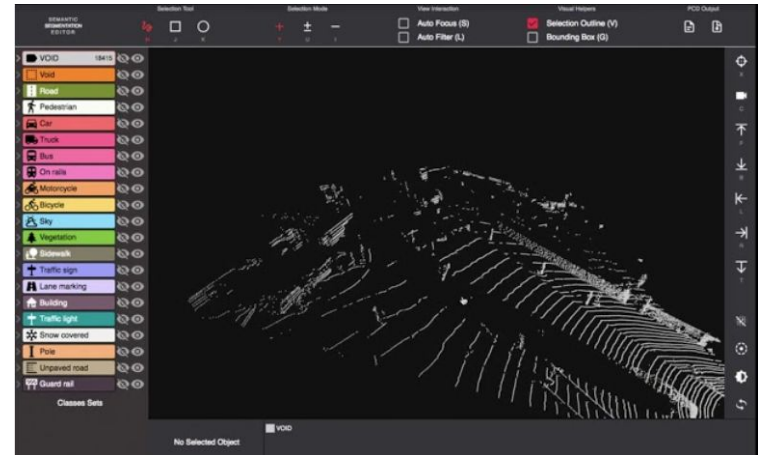 SEMANTIC
SEGMENTATION
EDITOR
Selection Tool
Selection Mode
View Interaction
Visual Helpers
PCD Output
Auto Focus (S)
Auto Filter (L)
Selection Outline (V)
Bounding Box (G)
VOID 18415
Void
Road
Pedestrian
Car
Truck
Bus
On rails
Motorcycle
Bicycle
Sky
Vegetation
Sidewalk
Traffic sign
Lane marking
Building
Traffic light
Snow covered
Pole
Unpaved road
Guard rail
Classes Sets
No Selected Object
VOID